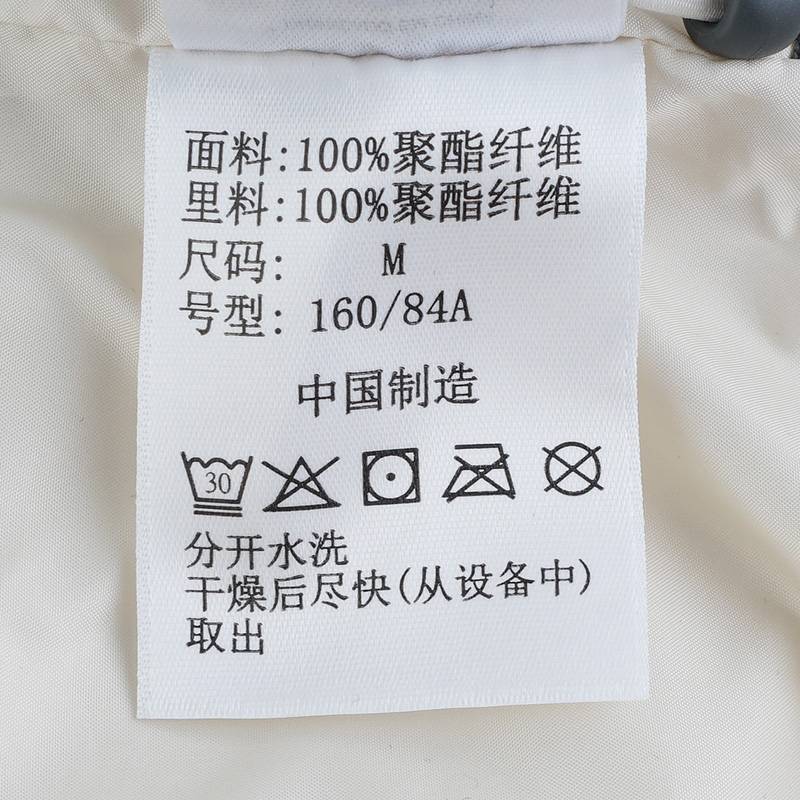 面料:100%聚酯纤维
里料:100%聚酯纤维
尺码: M
号型: 160/84A
中国制造
30
分开水洗
干燥后尽快(从设备中)
取出